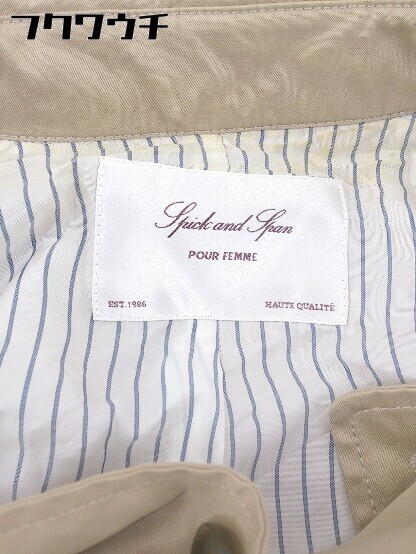 フクワウチ
Spick and Span
POUR FEMME
EST. 1986
HAUTE QUALITÉ